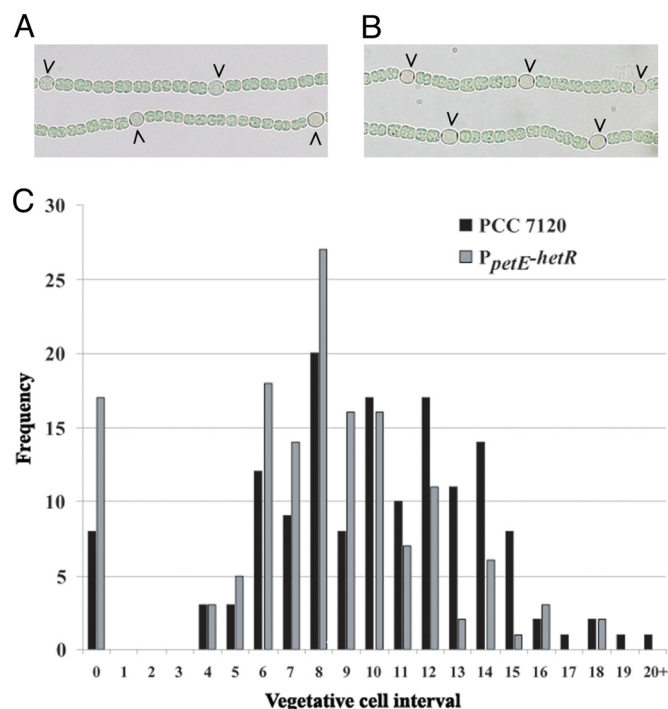 A
B
C
30
25
20
15
10
5
0
Frequency
PCC 7120
PpetE-hetR
0 1 2 3 4 5 6 7 8 9 10 11 12 13 14 15 16 17 18 19 20+
Vegetative cell interval